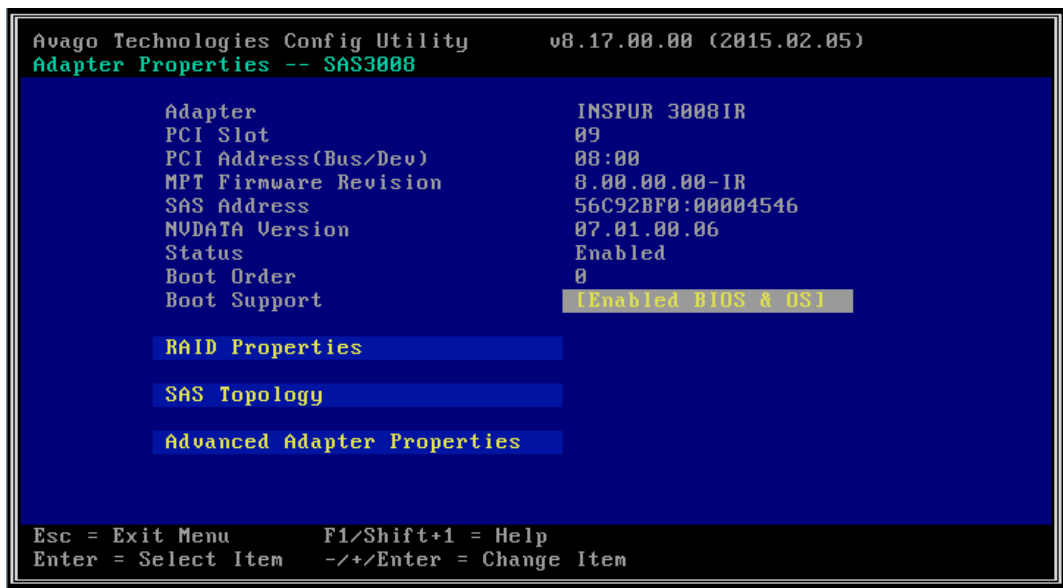 Avago Technologies Config Utility v8.17.00.00 (2015.02.05)
Adapter Properties -- SAS3008
Adapter INSPUR 3008IR
PCI Slot 09
PCI Address(Bus/Dev) 08:00
MPT Firmware Revision 8.00.00.00-IR
SAS Address 56C92BF0:00004546
NVDATA Version 07.01.00.06
Status Enabled
Boot Order 0
Boot Support [Enabled BIOS & OS]
RAID Properties
SAS Topology
Advanced Adapter Properties
Esc = Exit Menu F1/Shift+1 = Help
Enter = Select Item -/+/Enter = Change Item